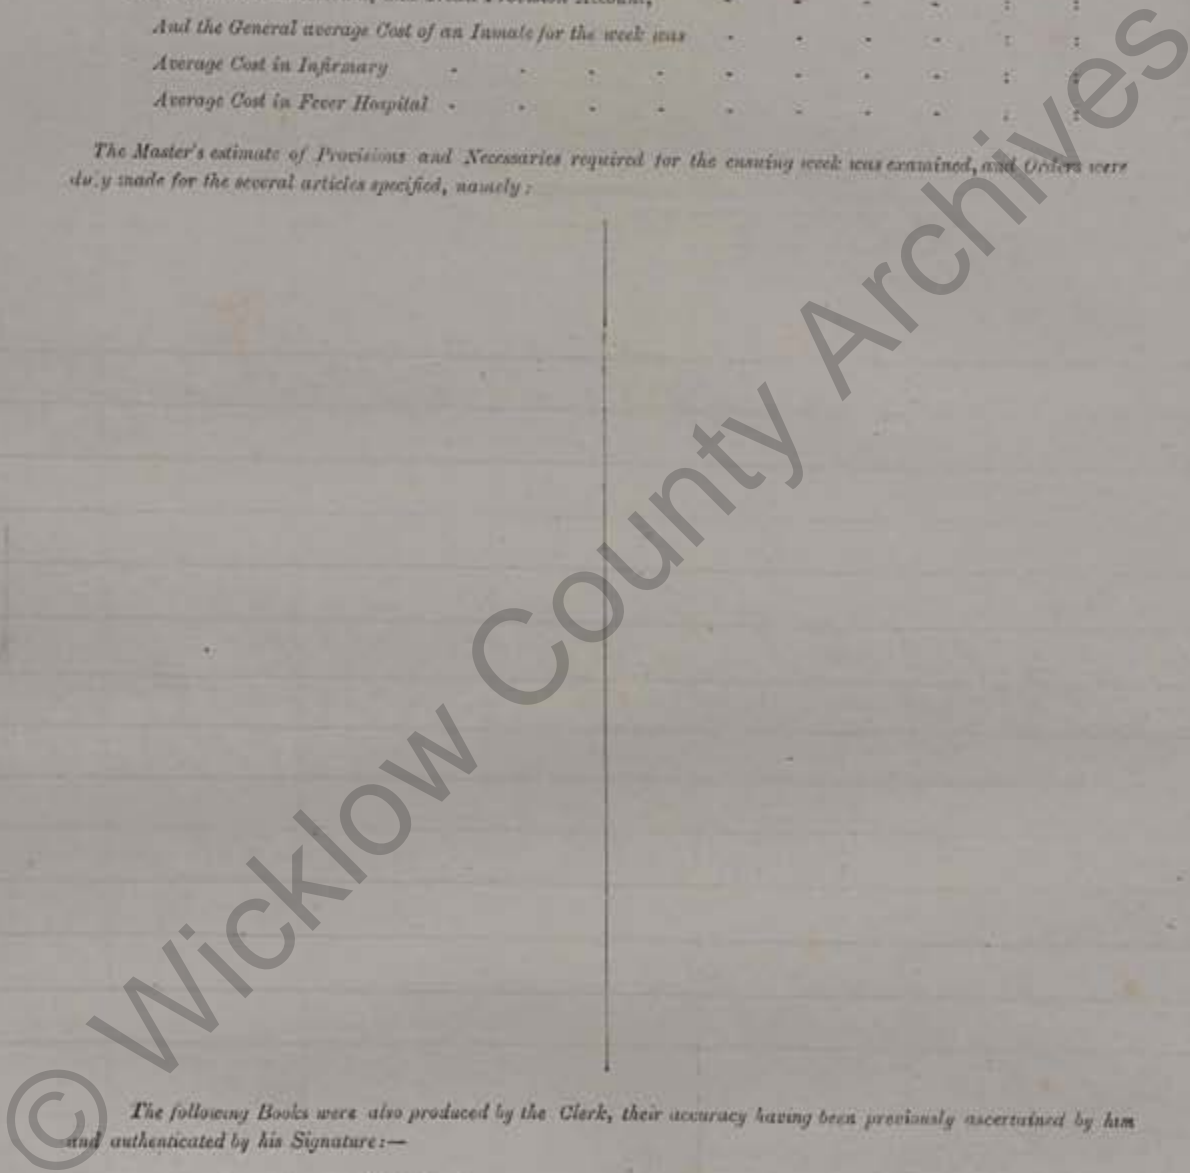 And the General average Cost of an Inmate for the week was - - - - : :
Average Cost in Infirmary - - - - - - - - : :
Average Cost in Fever Hospital - - - - - - - - : :
The Master's estimate of Provisions and Necessaries required for the ensuing week was examined, and Orders were
duly made for the several articles specified, namely:
© Wicklow County Archives
The following Books were also produced by the Clerk, their accuracy having been previously ascertained by him
and authenticated by his Signature:—